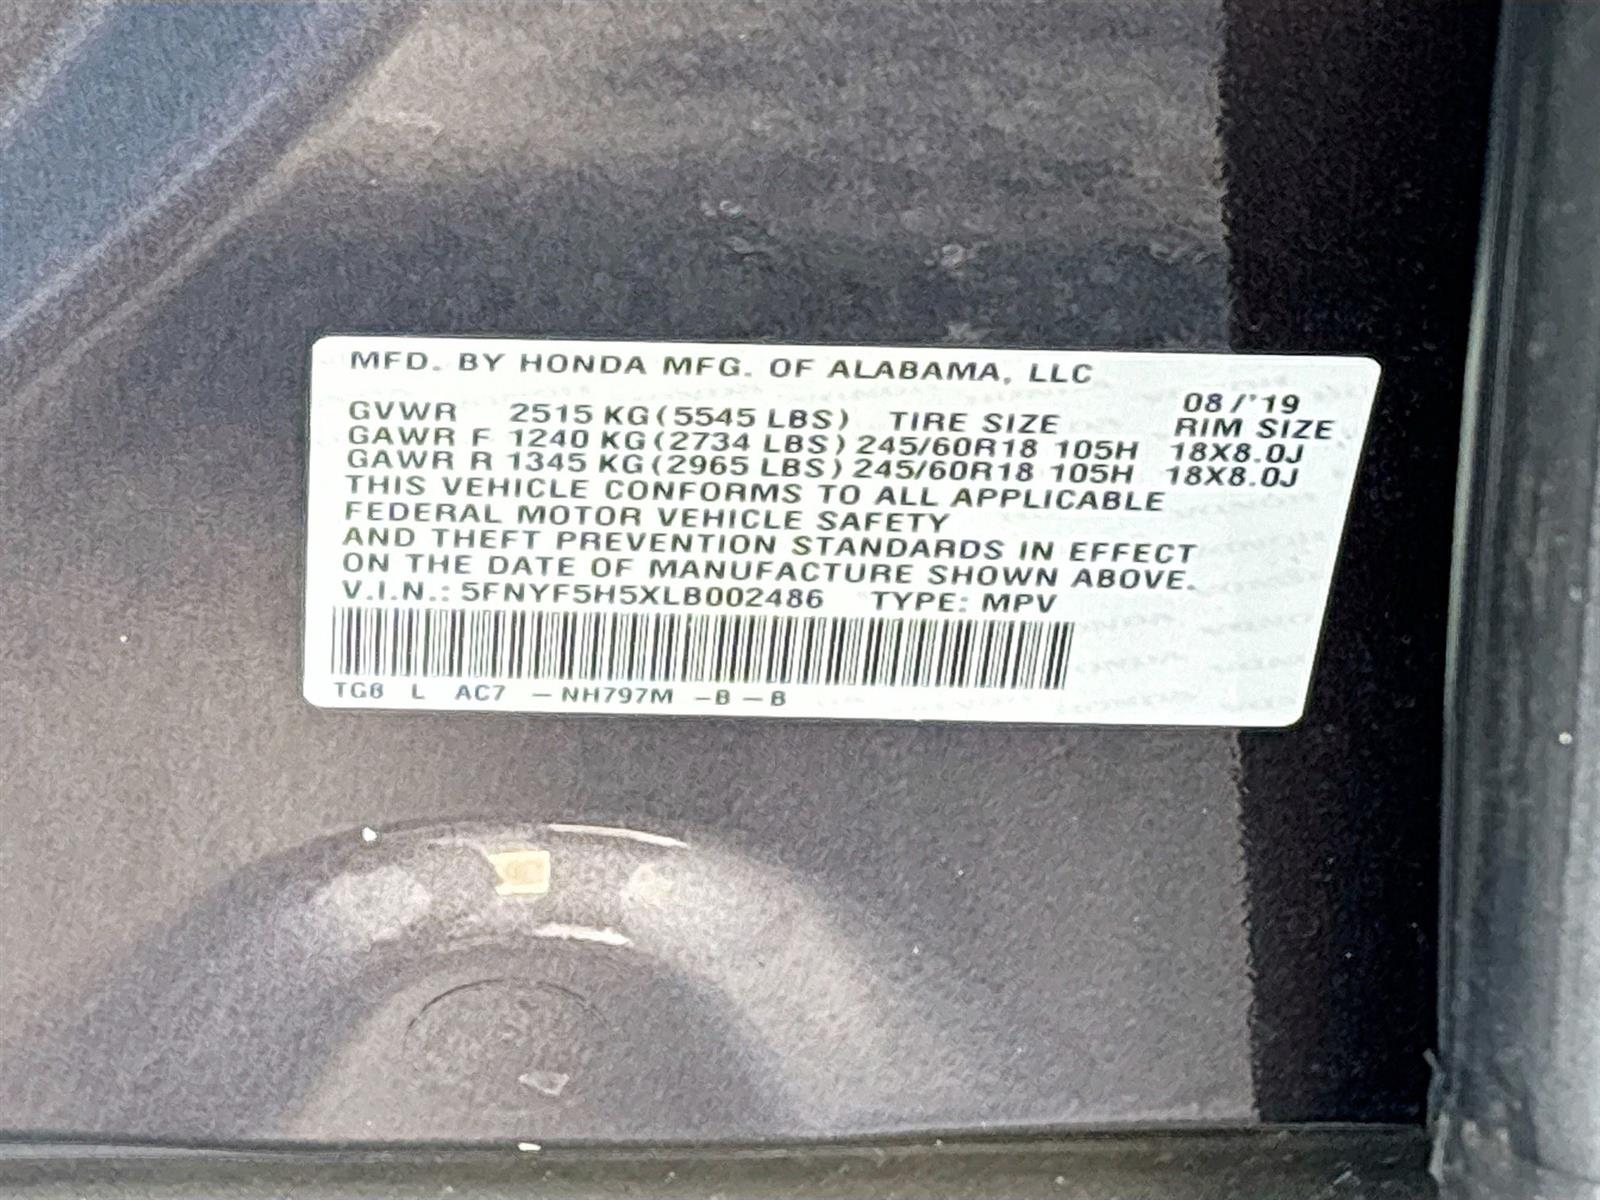 MFD. BY HONDA MFG. OF ALABAMA, LLC
08/'19
GVWR 2515 KG (5545 LBS) TIRE SIZE RIM SIZE
GAWR F 1240 KG (2734 LBS) 245/60R18 105H 18X8.0J
GAWR R 1345 KG (2965 LBS) 245/60R18 105H 18X8.0J
THIS VEHICLE CONFORMS TO ALL APPLICABLE
FEDERAL MOTOR VEHICLE SAFETY
AND THEFT PREVENTION STANDARDS IN EFFECT
ON THE DATE OF MANUFACTURE SHOWN ABOVE.
V.I.N.: 5FNYF5H5XLB002486 TYPE: MPV
TG8 L AC7 – NH797M – B – B